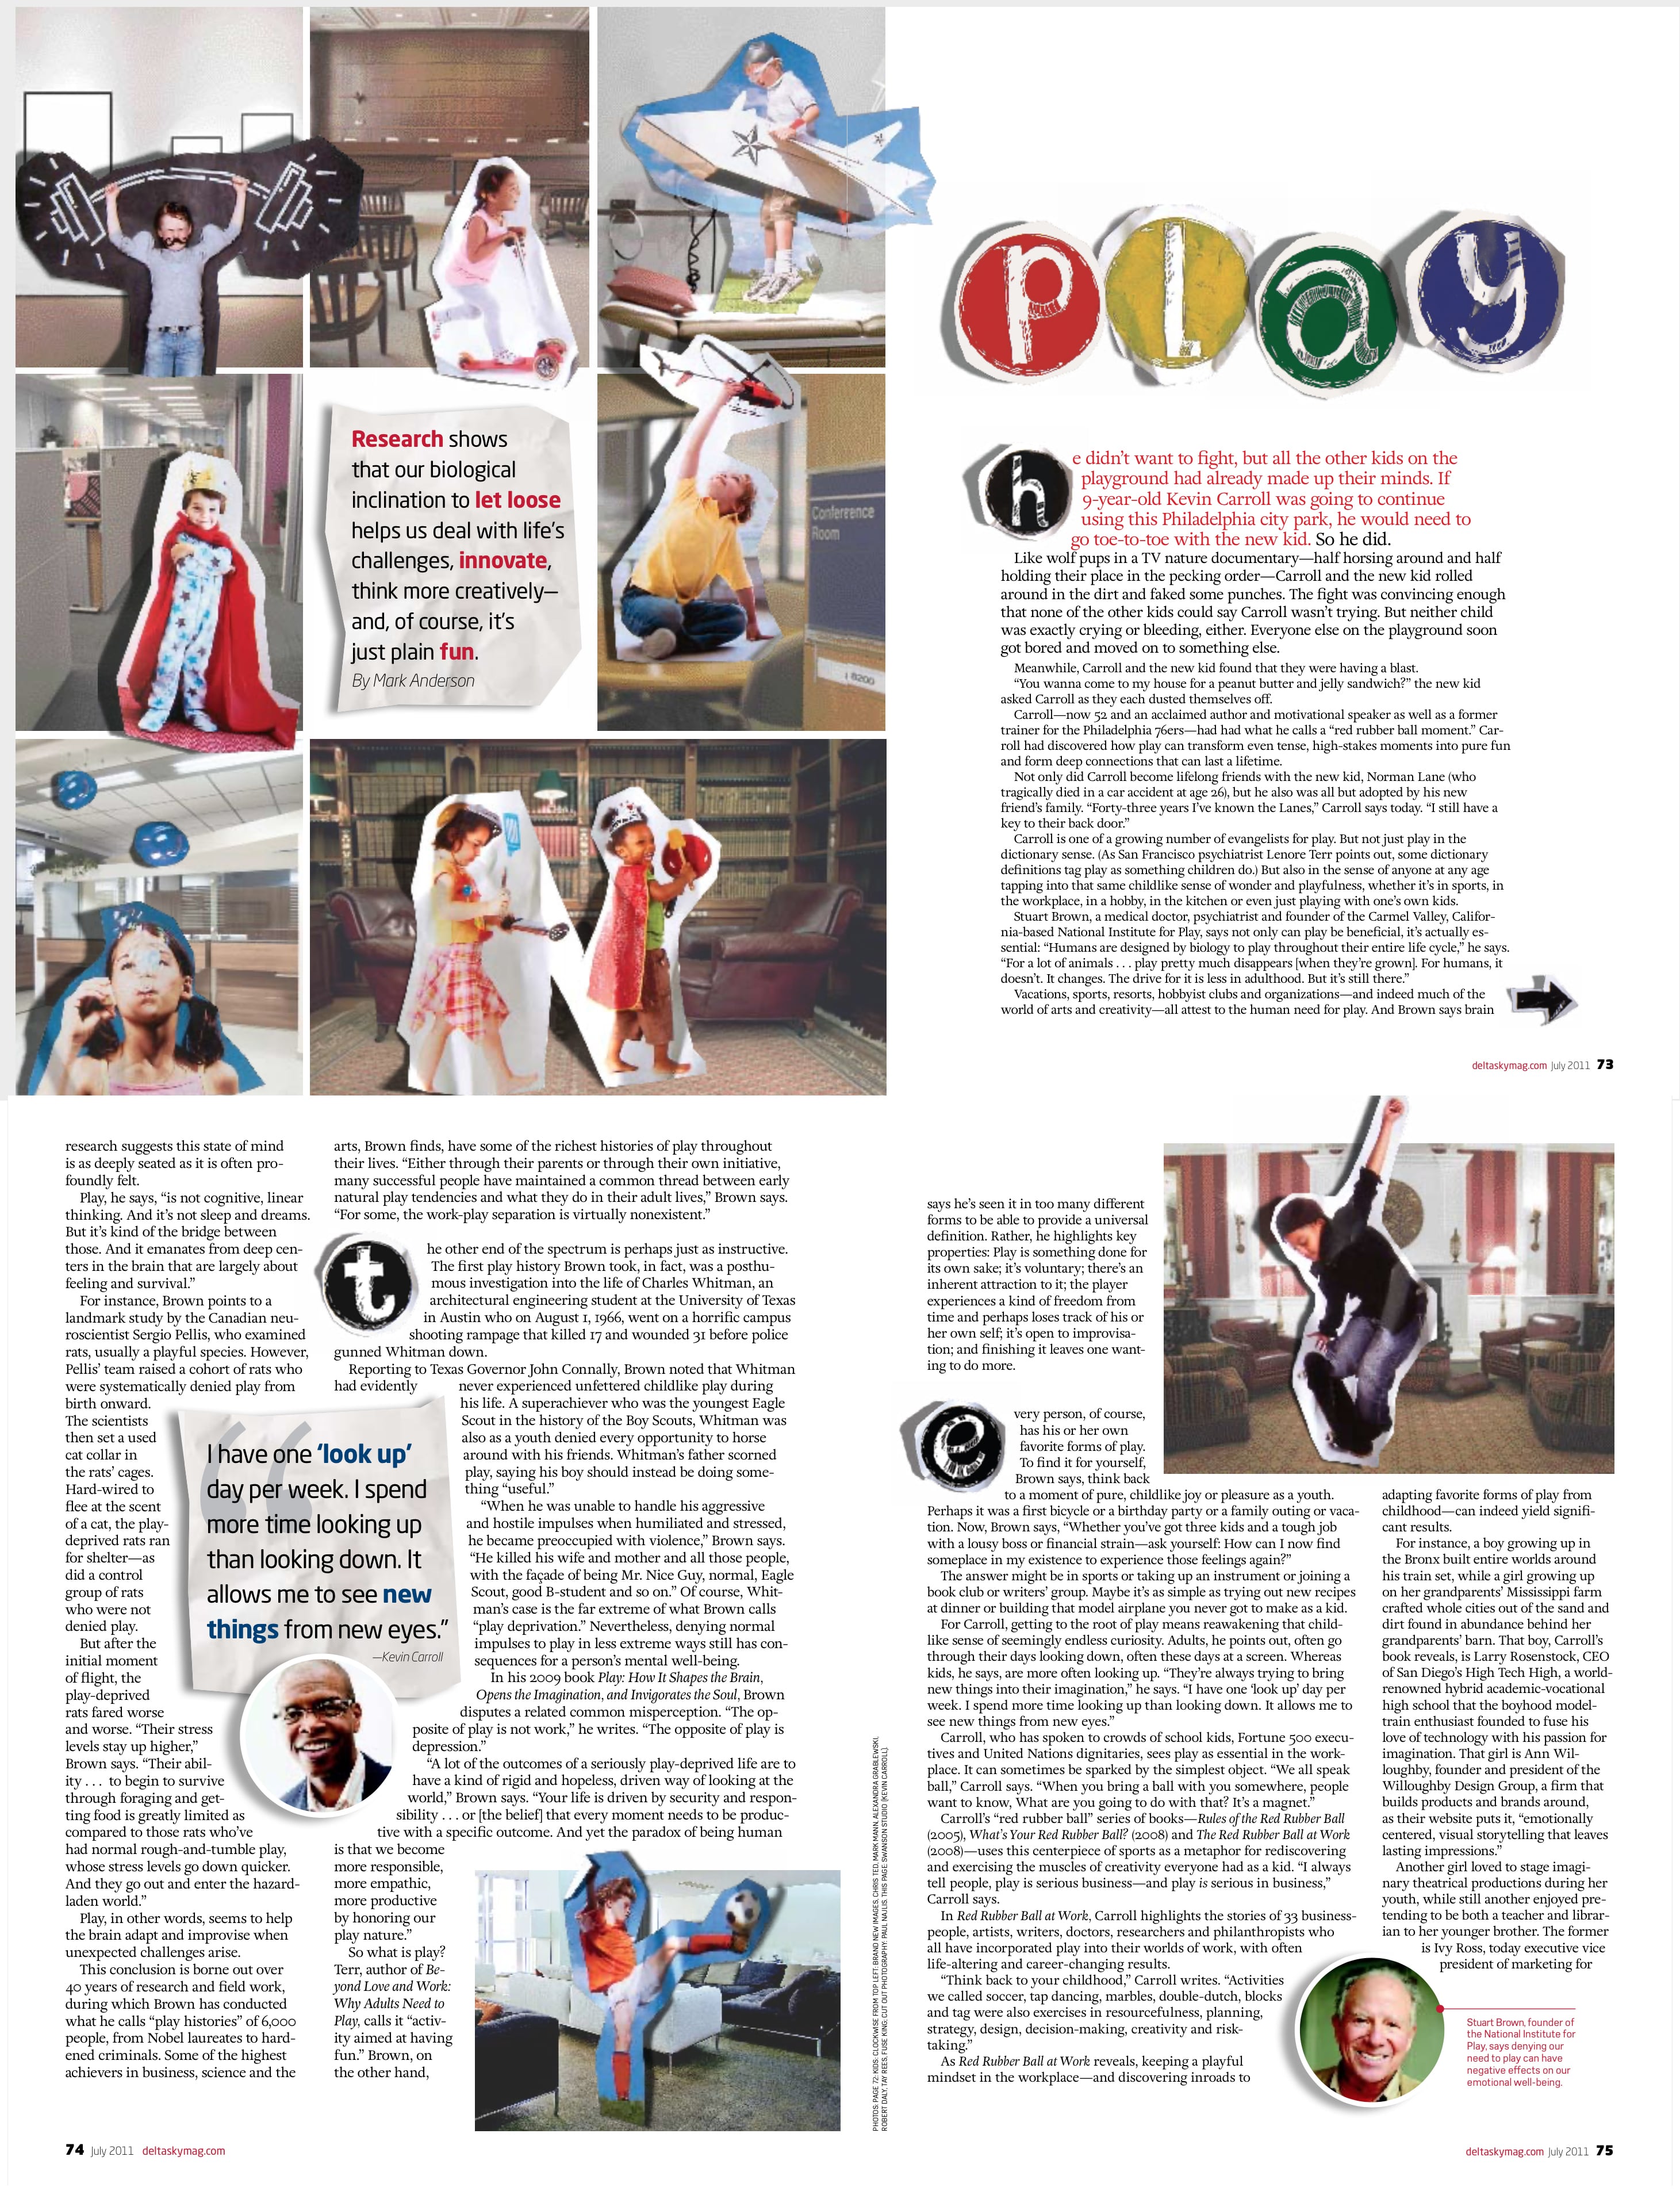 Research shows
that our biological
inclination to let loose
helps us deal with life's
challenges, innovate,
think more creatively—
and, of course, it's
just plain fun.
By Mark Anderson
Conference
Room
8200
play
he didn't want to fight, but all the other kids on the
playground had already made up their minds. If
9-year-old Kevin Carroll was going to continue
using this Philadelphia city park, he would need to
go toe-to-toe with the new kid. So he did.
Like wolf pups in a TV nature documentary—half horsing around and half
holding their place in the pecking order—Carroll and the new kid rolled
around in the dirt and faked some punches. The fight was convincing enough
that none of the other kids could say Carroll wasn't trying. But neither child
was exactly crying or bleeding, either. Everyone else on the playground soon
got bored and moved on to something else.
Meanwhile, Carroll and the new kid found that they were having a blast.
“You wanna come to my house for a peanut butter and jelly sandwich?” the new kid
asked Carroll as they each dusted themselves off.
Carroll—now 52 and an acclaimed author and motivational speaker as well as a former
trainer for the Philadelphia 76ers—had had what he calls a “red rubber ball moment.” Car-
roll had discovered how play can transform even tense, high-stakes moments into pure fun
and form deep connections that can last a lifetime.
Not only did Carroll become lifelong friends with the new kid, Norman Lane (who
tragically died in a car accident at age 26), but he also was all but adopted by his new
friend's family. “Forty-three years I've known the Lanes,” Carroll says today. “I still have a
key to their back door.”
Carroll is one of a growing number of evangelists for play. But not just play in the
dictionary sense. (As San Francisco psychiatrist Lenore Terr points out, some dictionary
definitions tag play as something children do.) But also in the sense of anyone at any age
tapping into that same childlike sense of wonder and playfulness, whether it's in sports, in
the workplace, in a hobby, in the kitchen or even just playing with one's own kids.
Stuart Brown, a medical doctor, psychiatrist and founder of the Carmel Valley, Califor-
nia-based National Institute for Play, says not only can play be beneficial, it's actually es-
sential: “Humans are designed by biology to play throughout their entire life cycle,” he says.
“For a lot of animals . . . play pretty much disappears [when they're grown]. For humans, it
doesn't. It changes. The drive for it is less in adulthood. But it's still there.”
Vacations, sports, resorts, hobbyist clubs and organizations—and indeed much of the
world of arts and creativity—all attest to the human need for play. And Brown says brain
deltaskymag.com July 2011 73
research suggests this state of mind
is as deeply seated as it is often pro-
foundly felt.
Play, he says, “is not cognitive, linear
thinking. And it's not sleep and dreams.
But it's kind of the bridge between
those. And it emanates from deep cen-
ters in the brain that are largely about
feeling and survival.”
For instance, Brown points to a
landmark study by the Canadian neu-
roscientist Sergio Pellis, who examined
rats, usually a playful species. However,
Pellis' team raised a cohort of rats who
were systematically denied play from
birth onward.
The scientists
then set a used
cat collar in
the rats' cages.
Hard-wired to
flee at the scent
of a cat, the play-
deprived rats ran
for shelter—as
did a control
group of rats
who were not
denied play.
But after the
initial moment
of flight, the
play-deprived
rats fared worse
and worse. “Their stress
levels stay up higher,”
Brown says. “Their abil-
ity . . . to begin to survive
through foraging and get-
ting food is greatly limited as
compared to those rats who've
had normal rough-and-tumble play,
whose stress levels go down quicker.
And they go out and enter the hazard-
laden world.”
Play, in other words, seems to help
the brain adapt and improvise when
unexpected challenges arise.
This conclusion is borne out over
40 years of research and field work,
during which Brown has conducted
what he calls “play histories” of 6,000
people, from Nobel laureates to hard-
ened criminals. Some of the highest
achievers in business, science and the
“
I have one ‘look up’
day per week. I spend
more time looking up
than looking down. It
allows me to see new
things from new eyes.”
—Kevin Carroll
arts, Brown finds, have some of the richest histories of play throughout
their lives. “Either through their parents or through their own initiative,
many successful people have maintained a common thread between early
natural play tendencies and what they do in their adult lives,” Brown says.
“For some, the work-play separation is virtually nonexistent.”
the other end of the spectrum is perhaps just as instructive.
The first play history Brown took, in fact, was a posthu-
mous investigation into the life of Charles Whitman, an
architectural engineering student at the University of Texas
in Austin who on August 1, 1966, went on a horrific campus
shooting rampage that killed 17 and wounded 31 before police
gunned Whitman down.
Reporting to Texas Governor John Connally, Brown noted that Whitman
had evidently never experienced unfettered childlike play during
his life. A superachiever who was the youngest Eagle
Scout in the history of the Boy Scouts, Whitman was
also as a youth denied every opportunity to horse
around with his friends. Whitman's father scorned
play, saying his boy should instead be doing some-
thing “useful.”
“When he was unable to handle his aggressive
and hostile impulses when humiliated and stressed,
he became preoccupied with violence,” Brown says.
“He killed his wife and mother and all those people,
with the façade of being Mr. Nice Guy, normal, Eagle
Scout, good B-student and so on.” Of course, Whit-
man's case is the far extreme of what Brown calls
“play deprivation.” Nevertheless, denying normal
impulses to play in less extreme ways still has con-
sequences for a person's mental well-being.
In his 2009 book Play: How It Shapes the Brain,
Opens the Imagination, and Invigorates the Soul, Brown
disputes a related common misperception. “The op-
posite of play is not work,” he writes. “The opposite of play is
depression.”
“A lot of the outcomes of a seriously play-deprived life are to
have a kind of rigid and hopeless, driven way of looking at the
world,” Brown says. “Your life is driven by security and respon-
sibility . . . or [the belief] that every moment needs to be produc-
tive with a specific outcome. And yet the paradox of being human
is that we become
more responsible,
more empathic,
more productive
by honoring our
play nature.”
So what is play?
Terr, author of Be-
yond Love and Work:
Why Adults Need to
Play, calls it “activ-
ity aimed at having
fun.” Brown, on
the other hand,
PHOTOS: PAGE 72: KIDS: CLOCKWISE FROM TOP LEFT: BRAND NEW IMAGES, CHRIS TED, MARK MANN, ALEXANDRA GRABLEWSKI,
ROBERT DALY, TAY REES, FUSE KING; CUT OUT PHOTOGRAPHY: PAUL NAJLIS. THIS PAGE: SWANSON STUDIO (KEVIN CARROLL).
74 July 2011 deltaskymag.com
says he's seen it in too many different
forms to be able to provide a universal
definition. Rather, he highlights key
properties: Play is something done for
its own sake; it's voluntary; there's an
inherent attraction to it; the player
experiences a kind of freedom from
time and perhaps loses track of his or
her own self; it's open to improvisa-
tion; and finishing it leaves one want-
ing to do more.
every person, of course,
has his or her own
favorite forms of play.
To find it for yourself,
Brown says, think back
to a moment of pure, childlike joy or pleasure as a youth.
Perhaps it was a first bicycle or a birthday party or a family outing or vaca-
tion. Now, Brown says, “Whether you've got three kids and a tough job
with a lousy boss or financial strain—ask yourself: How can I now find
someplace in my existence to experience those feelings again?”
The answer might be in sports or taking up an instrument or joining a
book club or writers' group. Maybe it's as simple as trying out new recipes
at dinner or building that model airplane you never got to make as a kid.
For Carroll, getting to the root of play means reawakening that child-
like sense of seemingly endless curiosity. Adults, he points out, often go
through their days looking down, often these days at a screen. Whereas
kids, he says, are more often looking up. “They're always trying to bring
new things into their imagination,” he says. “I have one ‘look up’ day per
week. I spend more time looking up than looking down. It allows me to
see new things from new eyes.”
Carroll, who has spoken to crowds of school kids, Fortune 500 execu-
tives and United Nations dignitaries, sees play as essential in the work-
place. It can sometimes be sparked by the simplest object. “We all speak
ball,” Carroll says. “When you bring a ball with you somewhere, people
want to know, What are you going to do with that? It's a magnet.”
Carroll's “red rubber ball” series of books—Rules of the Red Rubber Ball
(2005), What's Your Red Rubber Ball? (2008) and The Red Rubber Ball at Work
(2008)—uses this centerpiece of sports as a metaphor for rediscovering
and exercising the muscles of creativity everyone had as a kid. “I always
tell people, play is serious business—and play is serious in business,”
Carroll says.
In Red Rubber Ball at Work, Carroll highlights the stories of 33 business-
people, artists, writers, doctors, researchers and philanthropists who
all have incorporated play into their worlds of work, with often
life-altering and career-changing results.
“Think back to your childhood,” Carroll writes. “Activities
we called soccer, tap dancing, marbles, double-dutch, blocks
and tag were also exercises in resourcefulness, planning,
strategy, design, decision-making, creativity and risk-
taking.”
As Red Rubber Ball at Work reveals, keeping a playful
mindset in the workplace—and discovering inroads to
adapting favorite forms of play from
childhood—can indeed yield signifi-
cant results.
For instance, a boy growing up in
the Bronx built entire worlds around
his train set, while a girl growing up
on her grandparents' Mississippi farm
crafted whole cities out of the sand and
dirt found in abundance behind her
grandparents' barn. That boy, Carroll's
book reveals, is Larry Rosenstock, CEO
of San Diego's High Tech High, a world-
renowned hybrid academic-vocational
high school that the boyhood model-
train enthusiast founded to fuse his
love of technology with his passion for
imagination. That girl is Ann Wil-
loughby, founder and president of the
Willoughby Design Group, a firm that
builds products and brands around,
as their website puts it, “emotionally
centered, visual storytelling that leaves
lasting impressions.”
Another girl loved to stage imagi-
nary theatrical productions during her
youth, while still another enjoyed pre-
tending to be both a teacher and librar-
ian to her younger brother. The former
is Ivy Ross, today executive vice
president of marketing for
Stuart Brown, founder of
the National Institute for
Play, says denying our
need to play can have
negative effects on our
emotional well-being.
deltaskymag.com July 2011 75